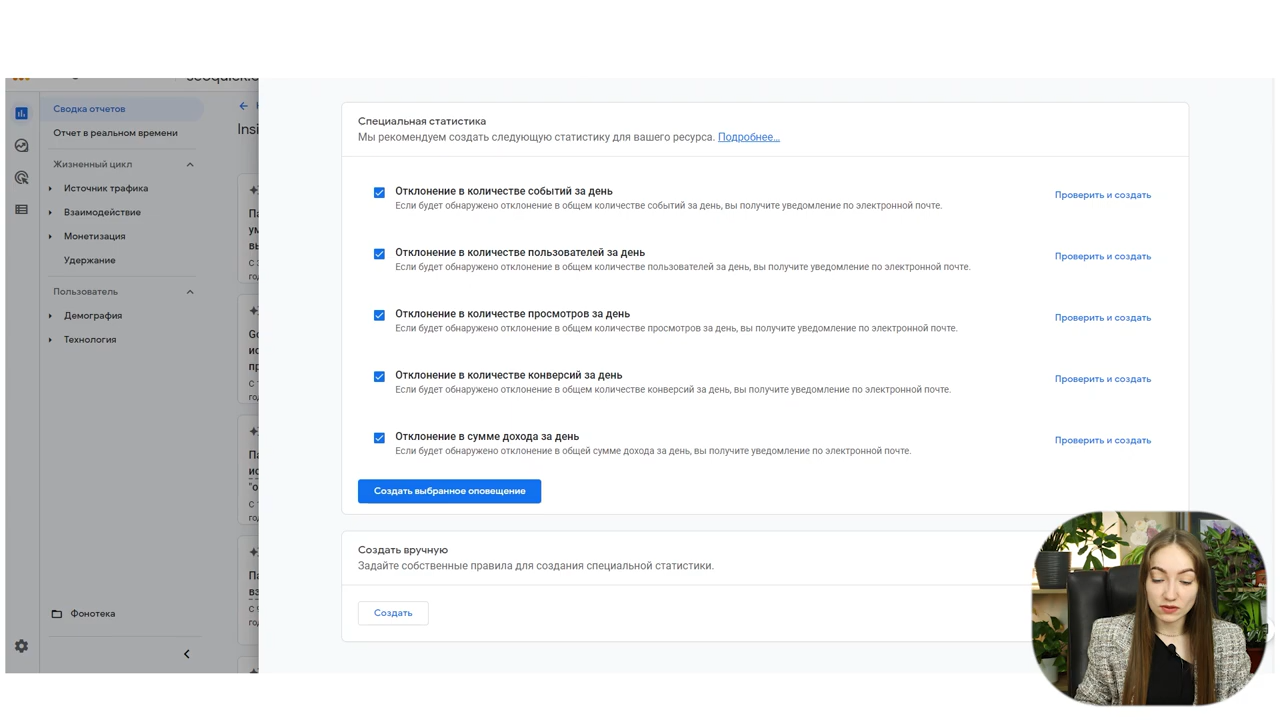 Сводка отчетов
Отчет в реальном времени
Жизненный цикл
Источник трафика
Взаимодействие
Монетизация
Удержание
Пользователь
Демография
Технология
Фонотека
Специальная статистика
Мы рекомендуем создать следующую статистику для вашего ресурса. Подробнее…
Отклонение в количестве событий за день
Если будет обнаружено отклонение в общем количестве событий за день, вы получите уведомление по электронной почте.
Проверить и создать
Отклонение в количестве пользователей за день
Если будет обнаружено отклонение в общем количестве пользователей за день, вы получите уведомление по электронной почте.
Проверить и создать
Отклонение в количестве просмотров за день
Если будет обнаружено отклонение в общем количестве просмотров за день, вы получите уведомление по электронной почте.
Проверить и создать
Отклонение в количестве конверсий за день
Если будет обнаружено отклонение в общем количестве конверсий за день, вы получите уведомление по электронной почте.
Проверить и создать
Отклонение в сумме дохода за день
Если будет обнаружено отклонение в общей сумме дохода за день, вы получите уведомление по электронной почте.
Проверить и создать
Создать выбранное оповещение
Создать вручную
Задайте собственные правила для создания специальной статистики.
Создать